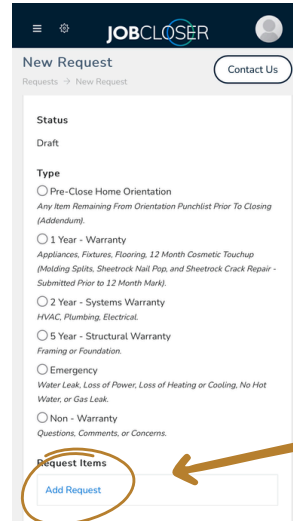 JOBCLOSER
New Request
Contact Us
Requests → New Request
Status
Draft
Type
Pre-Close Home Orientation
Any Item Remaining From Orientation Punchlist Prior To Closing
(Addendum).
1 Year - Warranty
Appliances, Fixtures, Flooring, 12 Month Cosmetic Touchup
(Molding Splits, Sheetrock Nail Pop, and Sheetrock Crack Repair -
Submitted Prior to 12 Month Mark).
2 Year - Systems Warranty
HVAC, Plumbing, Electrical.
5 Year - Structural Warranty
Framing or Foundation.
Emergency
Water Leak, Loss of Power, Loss of Heating or Cooling, No Hot
Water, or Gas Leak.
Non - Warranty
Questions, Comments, or Concerns.
Request Items
Add Request